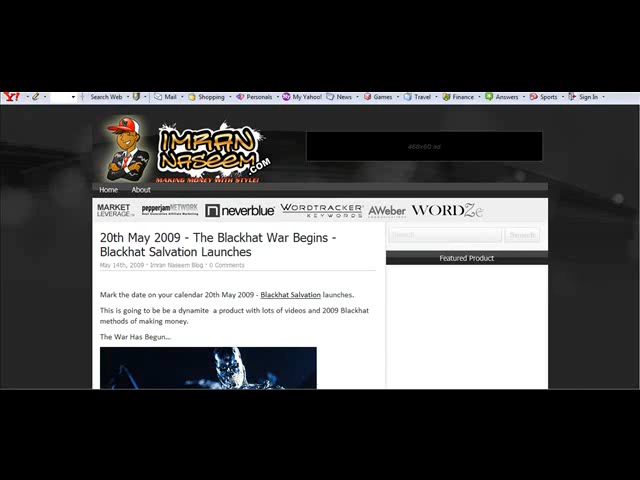 Y! Search Web Mail Shopping Personals My Yahoo! News Games Travel Finance Answers Sports Sign In
IMRAN
NASEEM.COM
MAKING MONEY WITH STYLE!
468x60 ad
Home About
MARKET LEVERAGE pepperjamNETWORK neverblue WORDTRACKER KEYWORDS AWeber WORDZe
20th May 2009 - The Blackhat War Begins -
Blackhat Salvation Launches
May 14th, 2009 · Imran Naseem Blog · 0 Comments
Search Search
Featured Product
Mark the date on your calendar 20th May 2009 - Blackhat Salvation launches.
This is going to be be a dynamite a product with lots of videos and 2009 Blackhat
methods of making money.
The War Has Begun...